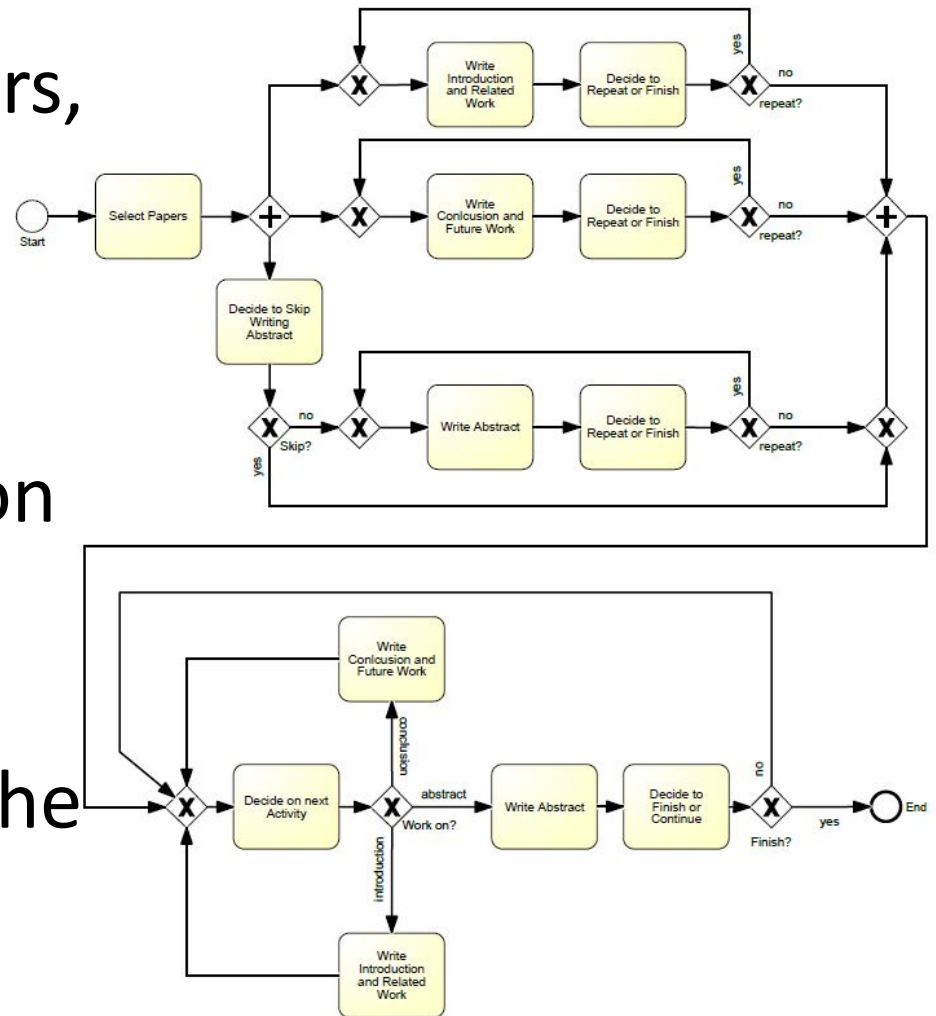 rs,
on
the
yes
Write
Introduction
and Related
Work
Decide to
Repeat or Finish
no
repeat?
Start
Select Papers
yes
Write
Conlcusion and
Future Work
Decide to
Repeat or Finish
no
repeat?
Decide to Skip
Writing
Abstract
no
Skip?
yes
Write Abstract
Decide to
Repeat or Finish
yes
no
repeat?
Write
Conlcusion and
Future Work
conclusion
Decide on next
Activity
abstract
Work on?
introduction
Write Abstract
Decide to
Finish or
Continue
no
Finish?
yes
End
Write
Introduction
and Related
Work